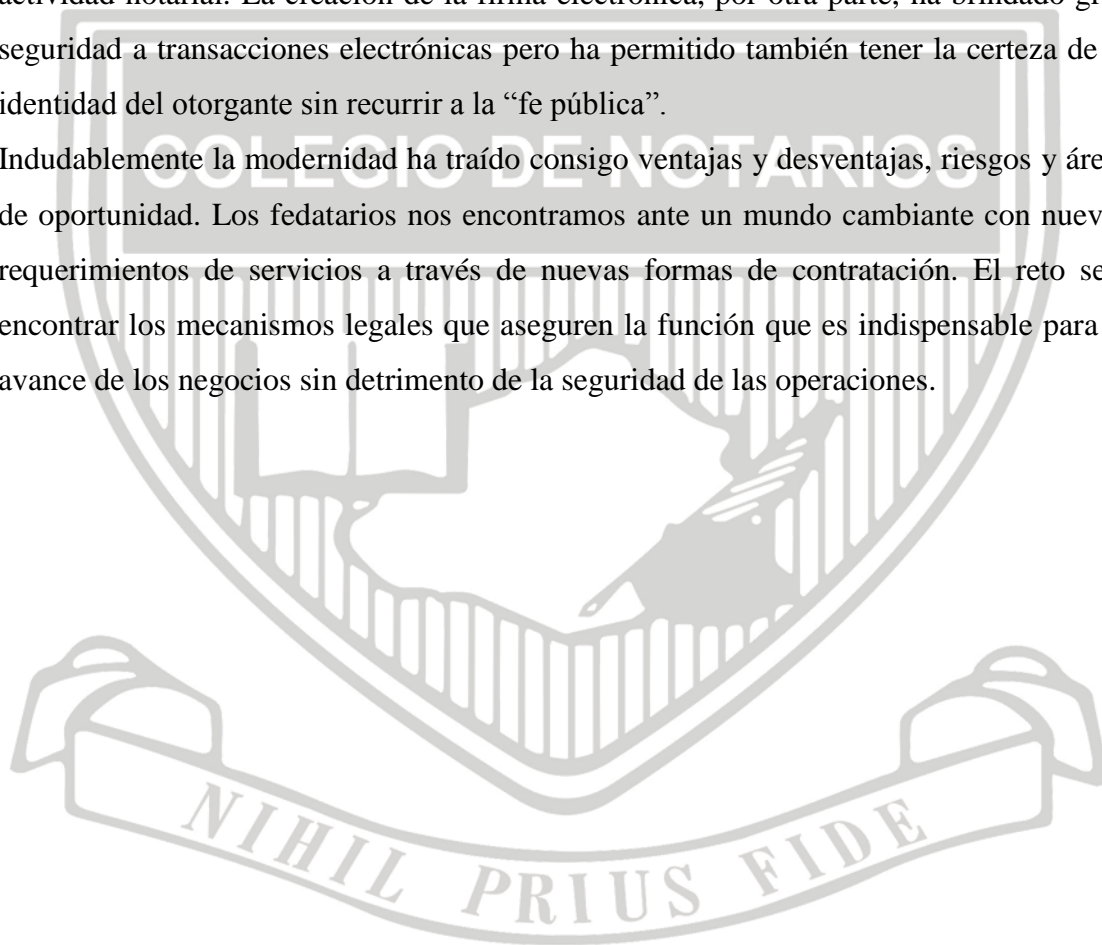 actividad notarial. La creación de la firma electrónica, por otra parte, ha brindado gr
seguridad a transacciones electrónicas pero ha permitido también tener la certeza de
identidad del otorgante sin recurrir a la “fe pública”.
COLEGIO DE NOTARIOS
Indudablemente la modernidad ha traído consigo ventajas y desventajas, riesgos y áre
de oportunidad. Los fedatarios nos encontramos ante un mundo cambiante con nuev
requerimientos de servicios a través de nuevas formas de contratación. El reto se
encontrar los mecanismos legales que aseguren la función que es indispensable para
avance de los negocios sin detrimento de la seguridad de las operaciones.
NIHIL PRIUS FIDE